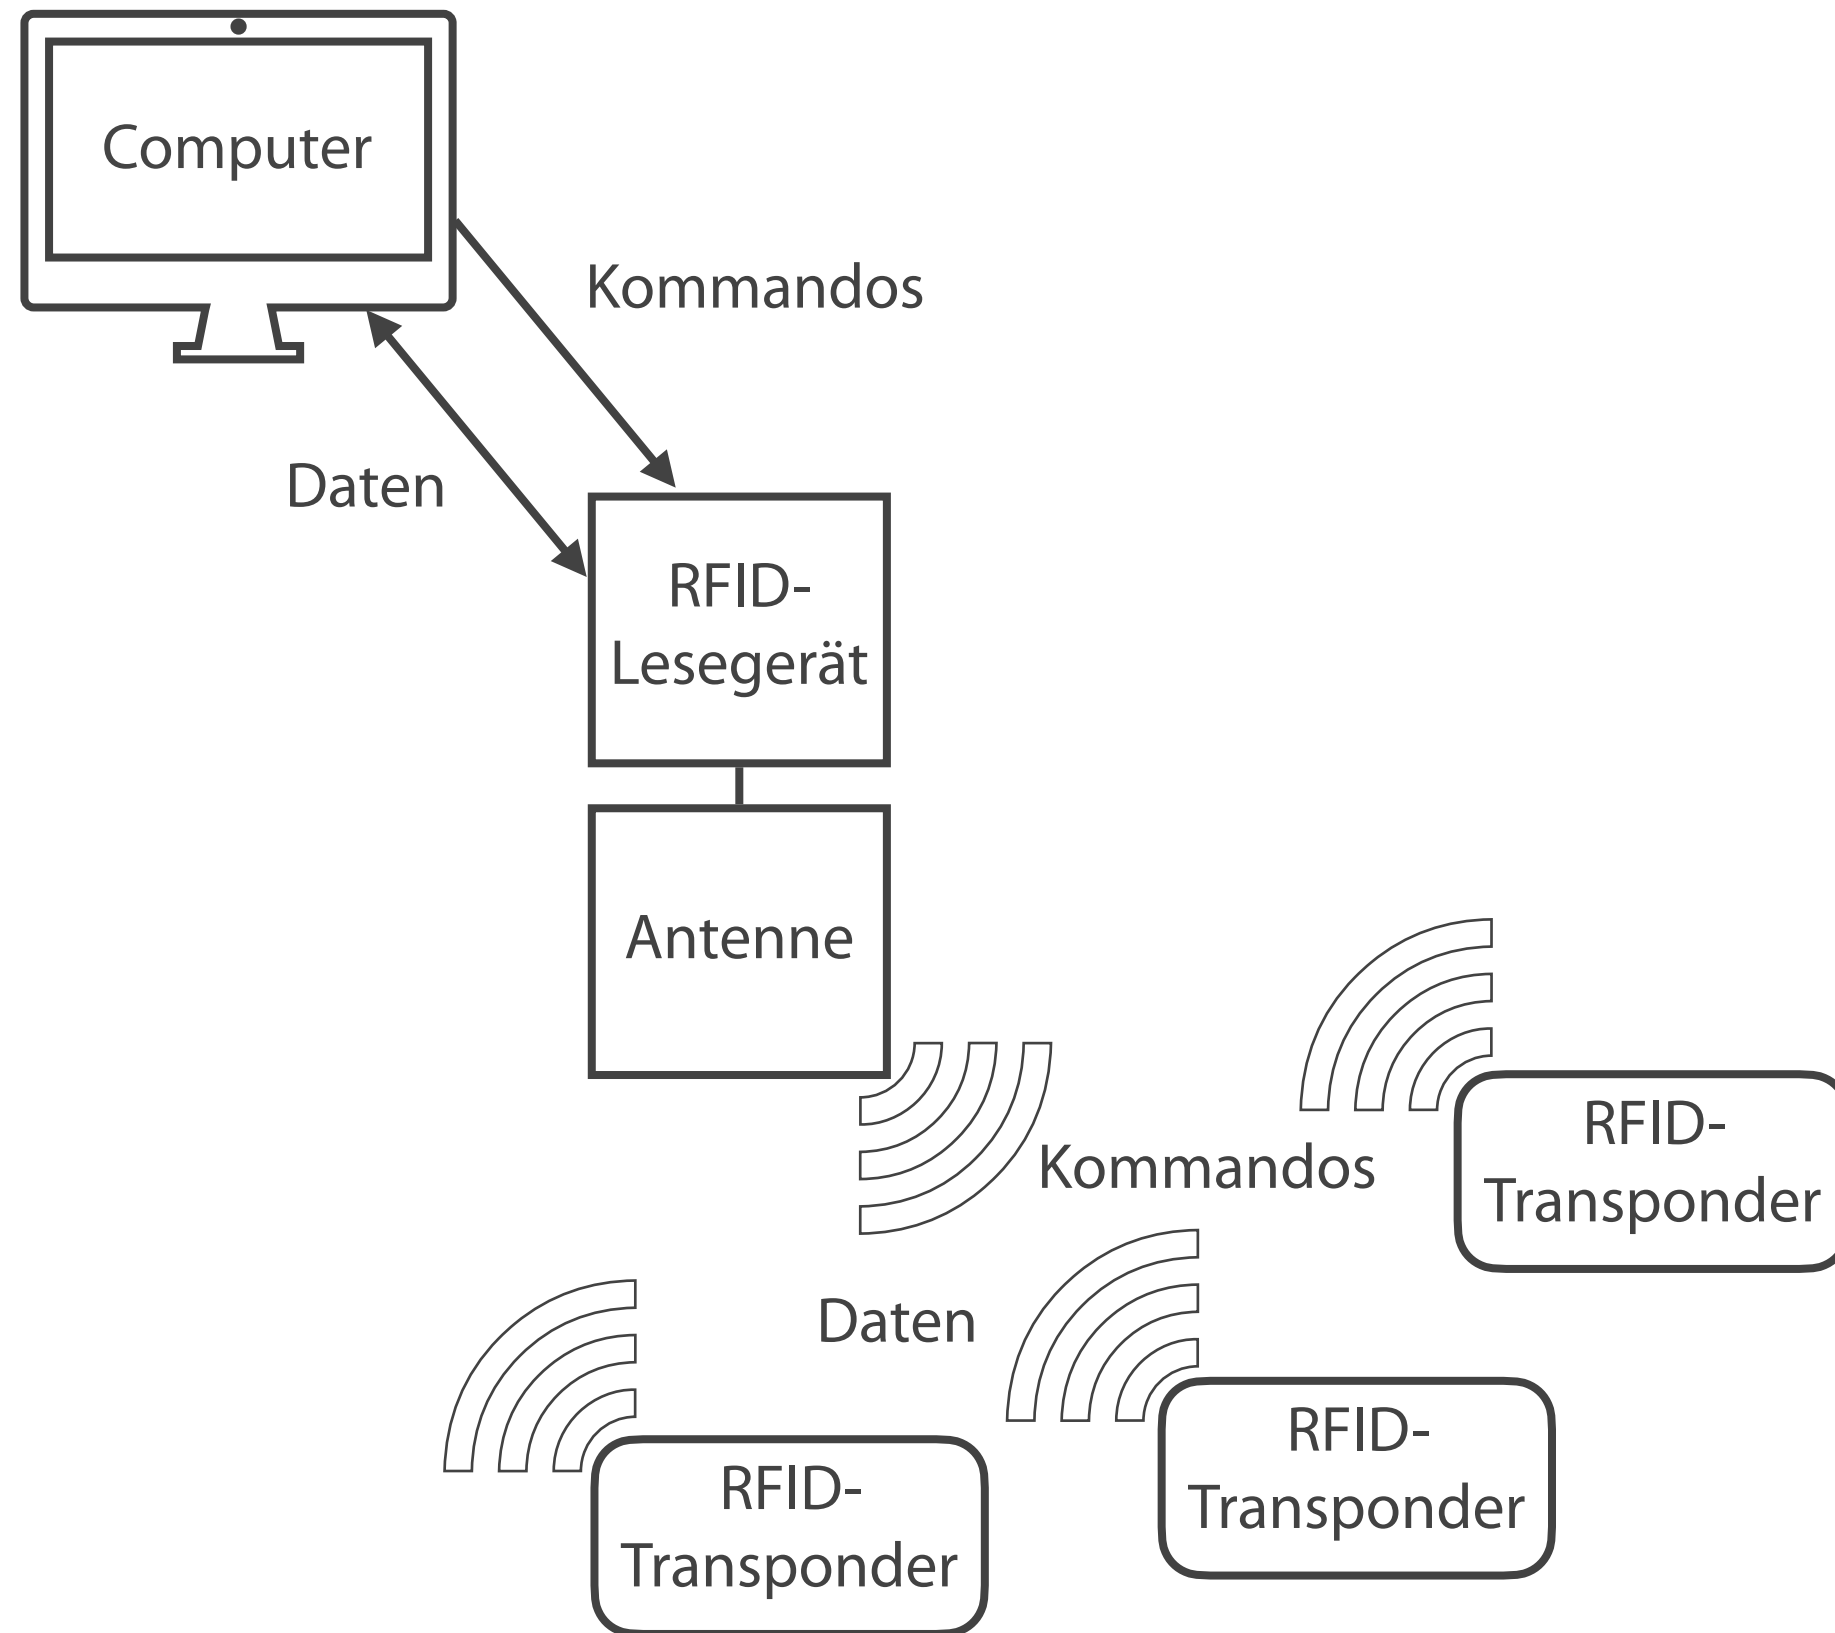 Computer
Kommandos
Daten
RFID-
Lesegerät
Antenne
RFID-
Transponder
Kommandos
Daten
RFID-
Transponder
RFID-
Transponder